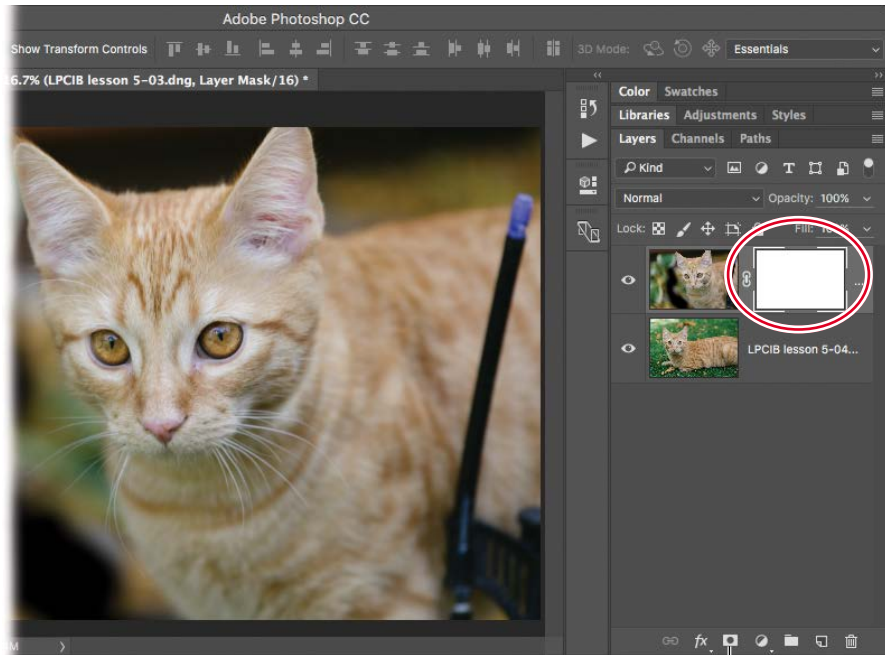 Adobe Photoshop CC
Show Transform Controls
3D Mode:
Essentials
6.7% (LPCIB lesson 5-03.dng, Layer Mask/16) *
Color Swatches
Libraries Adjustments Styles
Layers Channels Paths
Kind
T
Normal
Opacity: 100%
Lock:
Fill:
...
LPCIB lesson 5-04...
M
fx